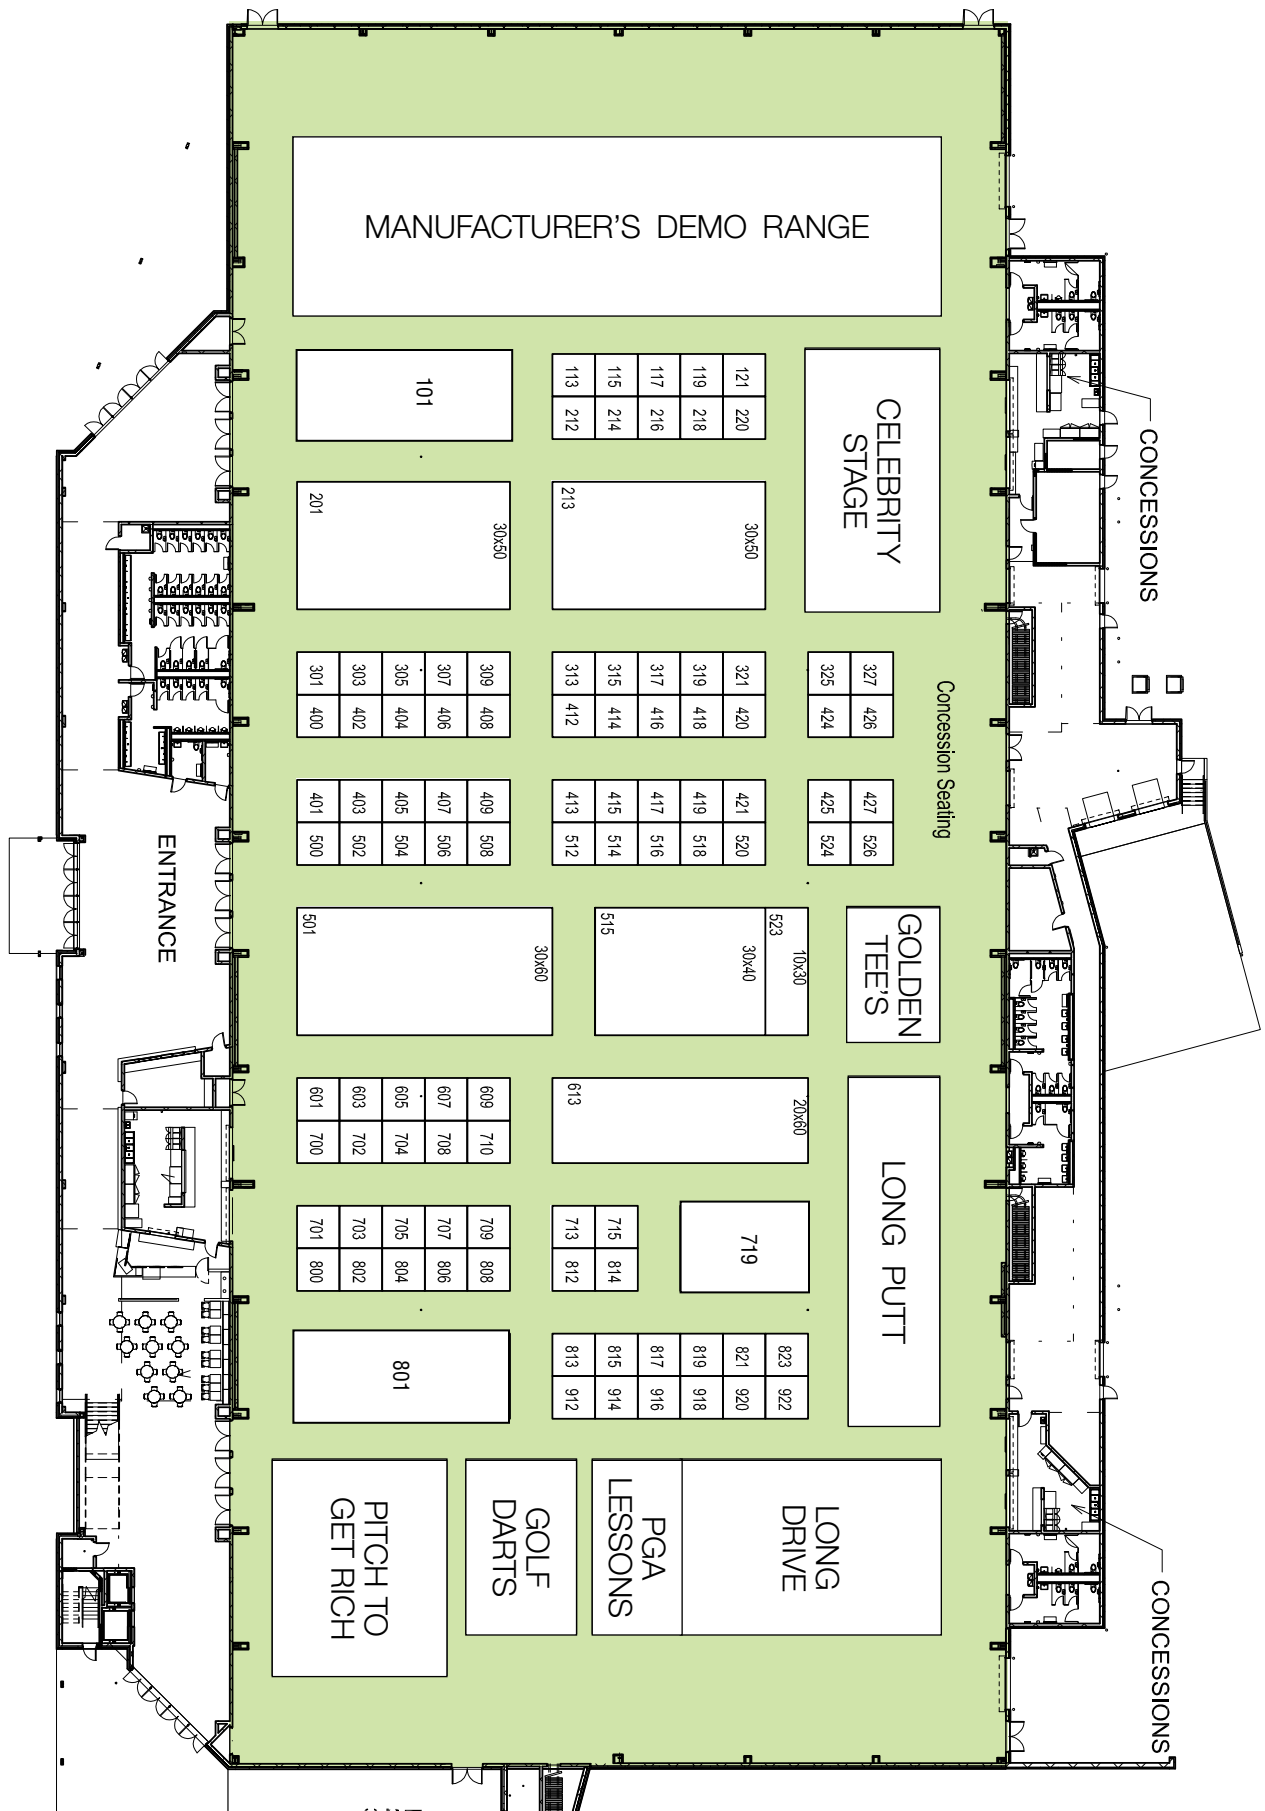 MANUFACTURER'S DEMO RANGE
101
113 115 117 119 121
212 214 216 218 220
CELEBRITY
STAGE
CONCESSIONS
201
30x50
213
30x50
301 303 305 307 309
400 402 404 406 408
313 315 317 319 321
412 414 416 418 420
325 327
424 426
Concession Seating
401 403 405 407 409
500 502 504 506 508
413 415 417 419 421
512 514 516 518 520
425 427
524 526
ENTRANCE
501
30x60
515
30x40
523
10x30
GOLDEN
TEE'S
601 603 605 607 609
700 702 704 708 710
613
20x60
LONG PUTT
701 703 705 707 709
800 802 804 806 808
713 715
812 814
719
801
813 815 817 819 821 823
912 914 916 918 920 922
PITCH TO
GET RICH
GOLF
DARTS
PGA
LESSONS
LONG
DRIVE
CONCESSIONS